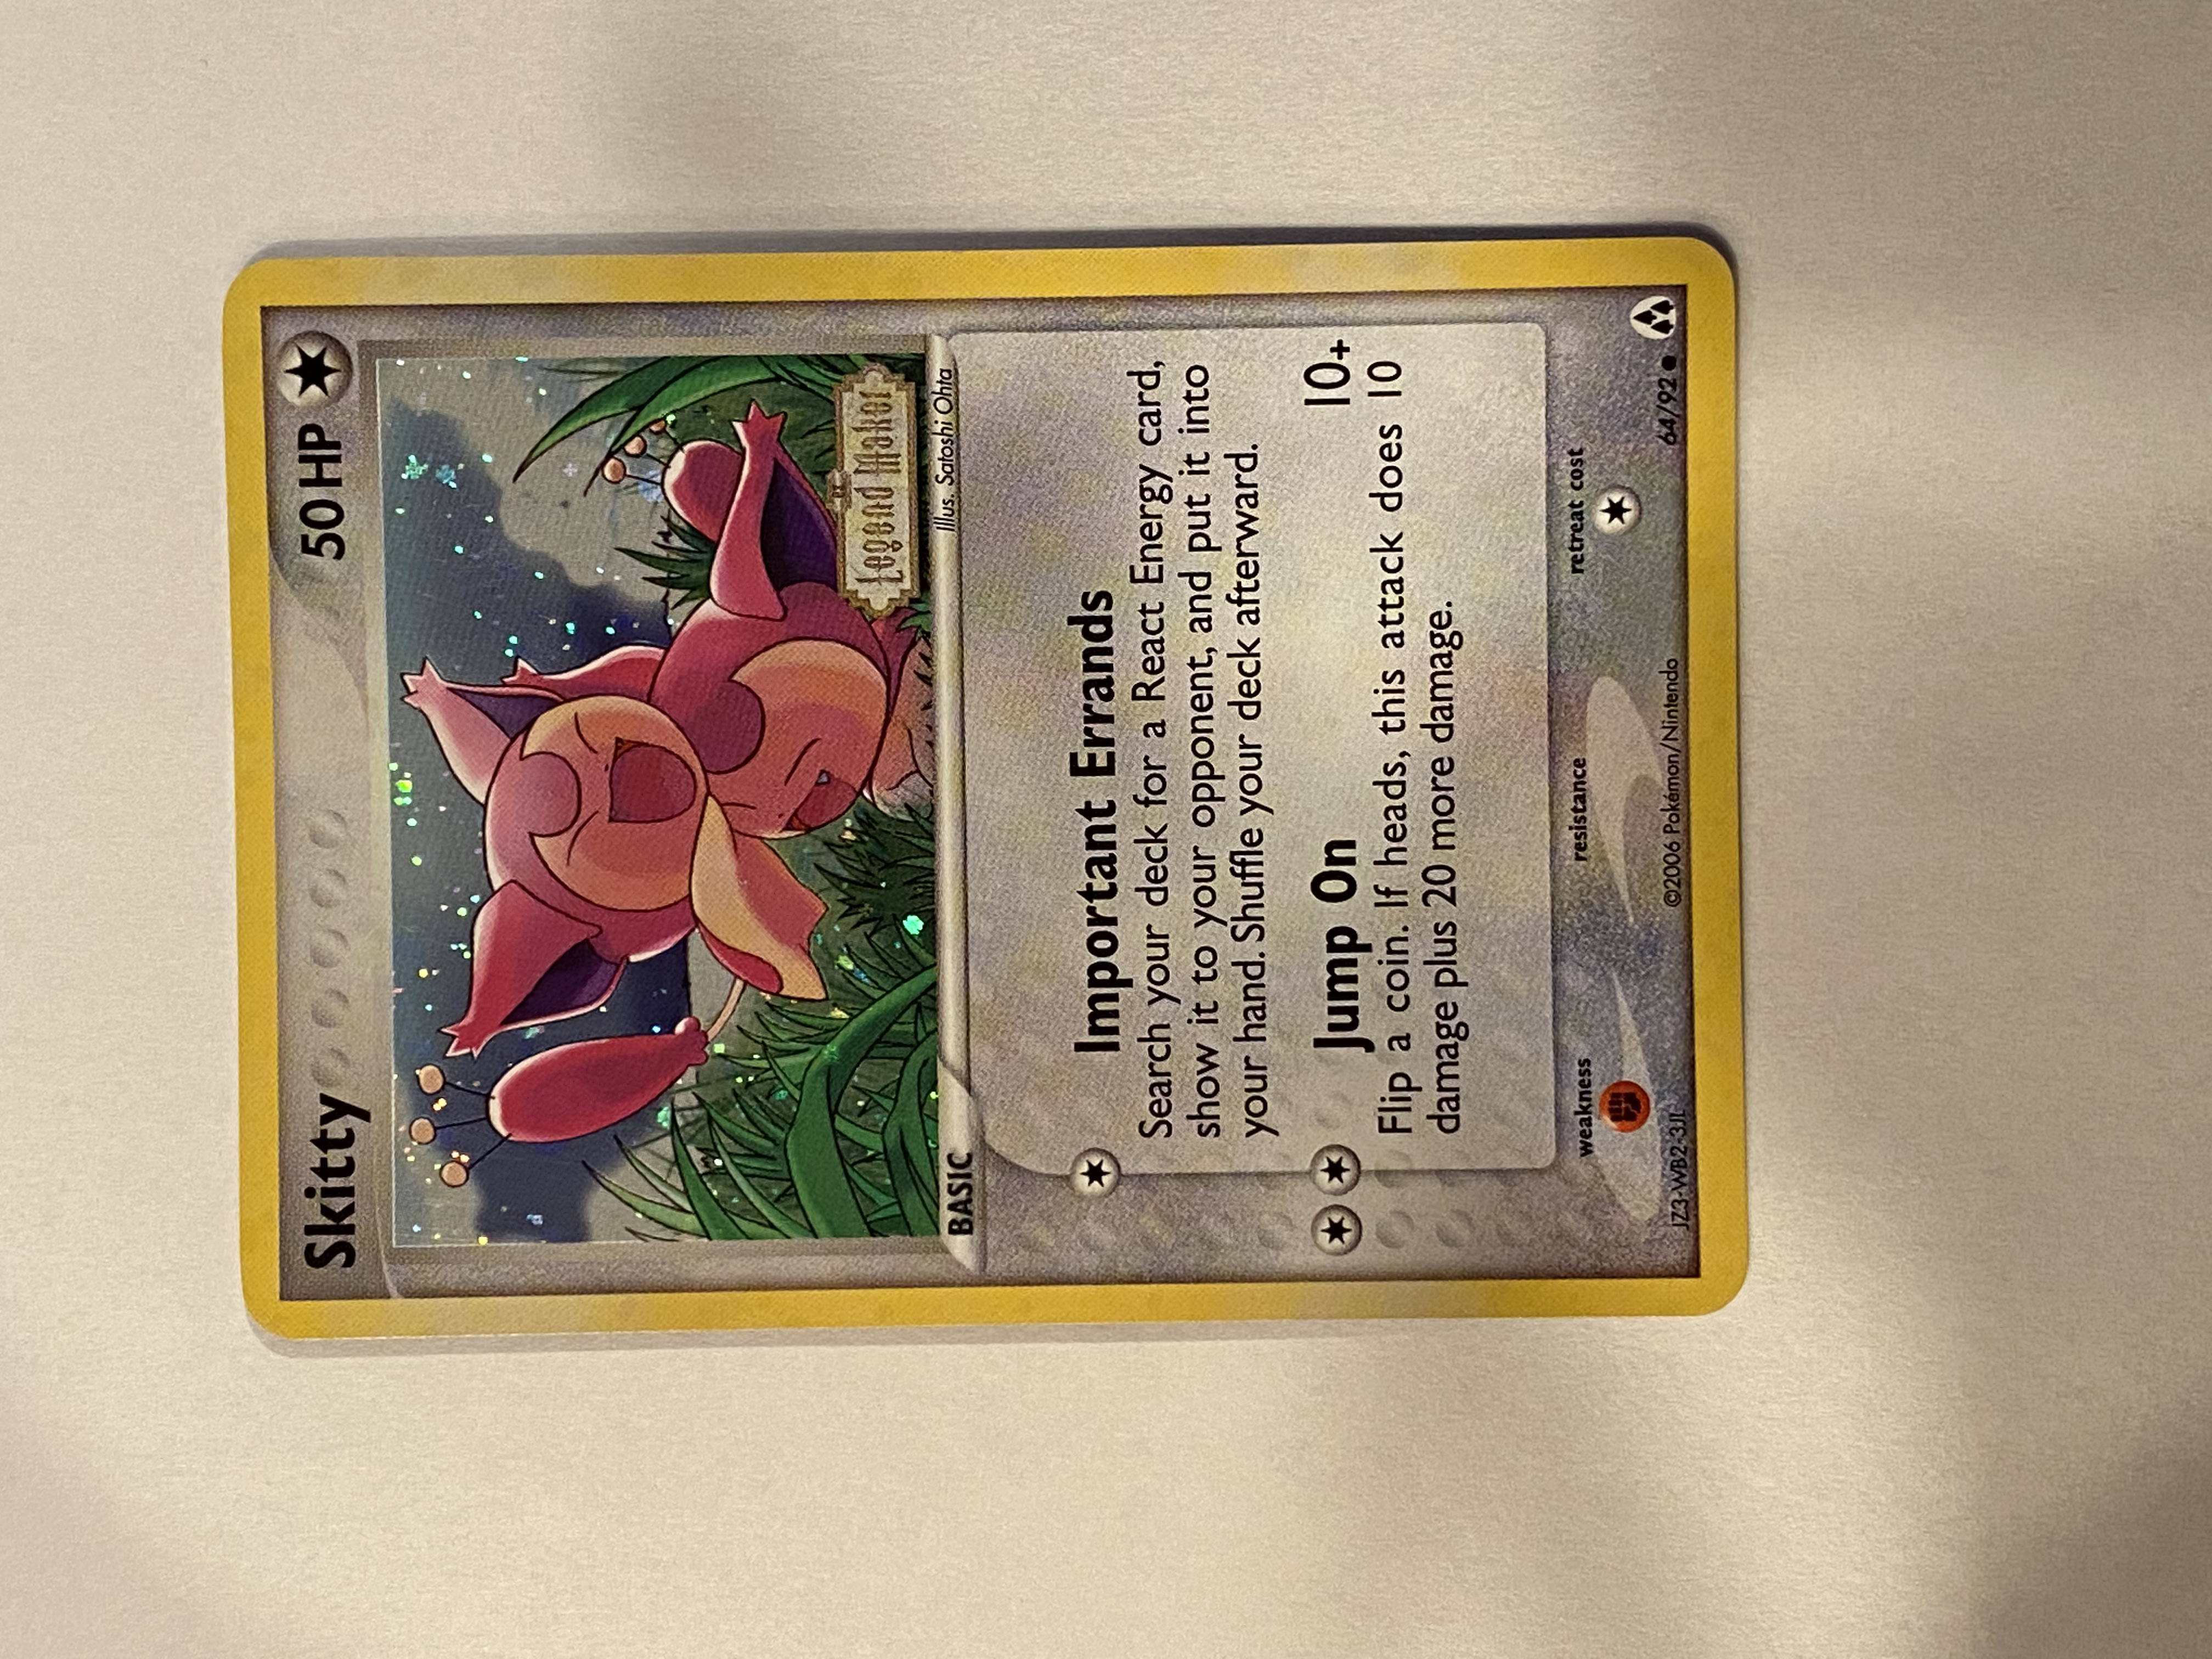 Skitty 50 HP
EX
Legend Maker
BASIC
Illus. Satoshi Ohta
Important Errands
Search your deck for a React Energy card,
show it to your opponent, and put it into
your hand. Shuffle your deck afterward.
Jump On 10+
Flip a coin. If heads, this attack does 10
damage plus 20 more damage.
weakness resistance retreat cost
JZ3-WB2-3JL ©2006 Pokémon/Nintendo 64/92